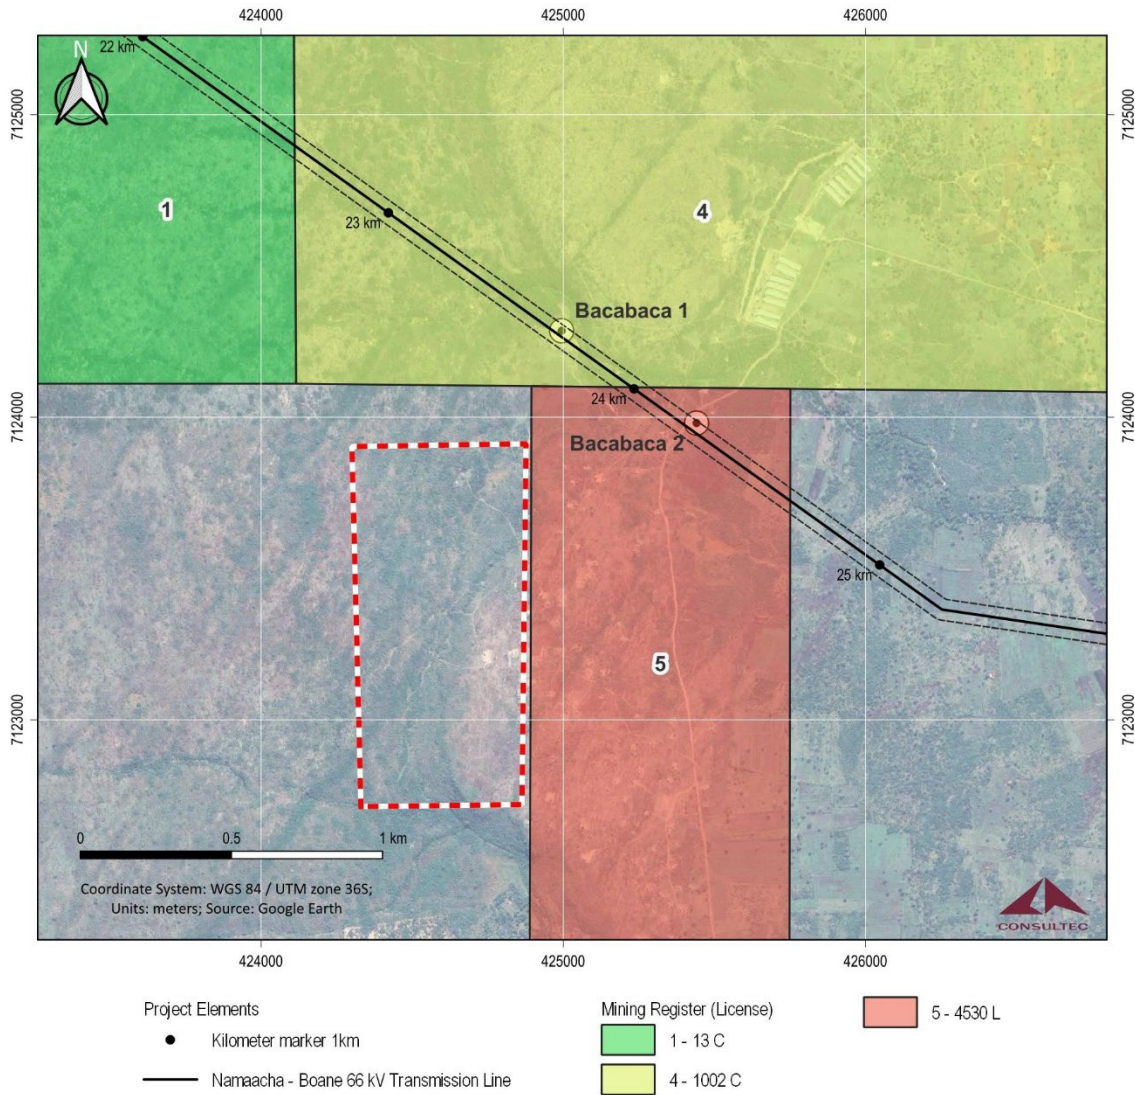 424000
425000
426000
22 km
N
7125000
7125000
1
4
23 km
Bacabaca 1
24 km
7124000
7124000
Bacabaca 2
25 km
5
7123000
7123000
0
0.5
1 km
Coordinate System: WGS 84 / UTM zone 36S;
Units: meters; Source: Google Earth
CONSULTEC
424000
425000
426000
Project Elements
Mining Register (License)
5 - 4530 L
Kilometer marker 1km
1 - 13 C
Namaacha - Boane 66 kV Transmission Line
4 - 1002 C